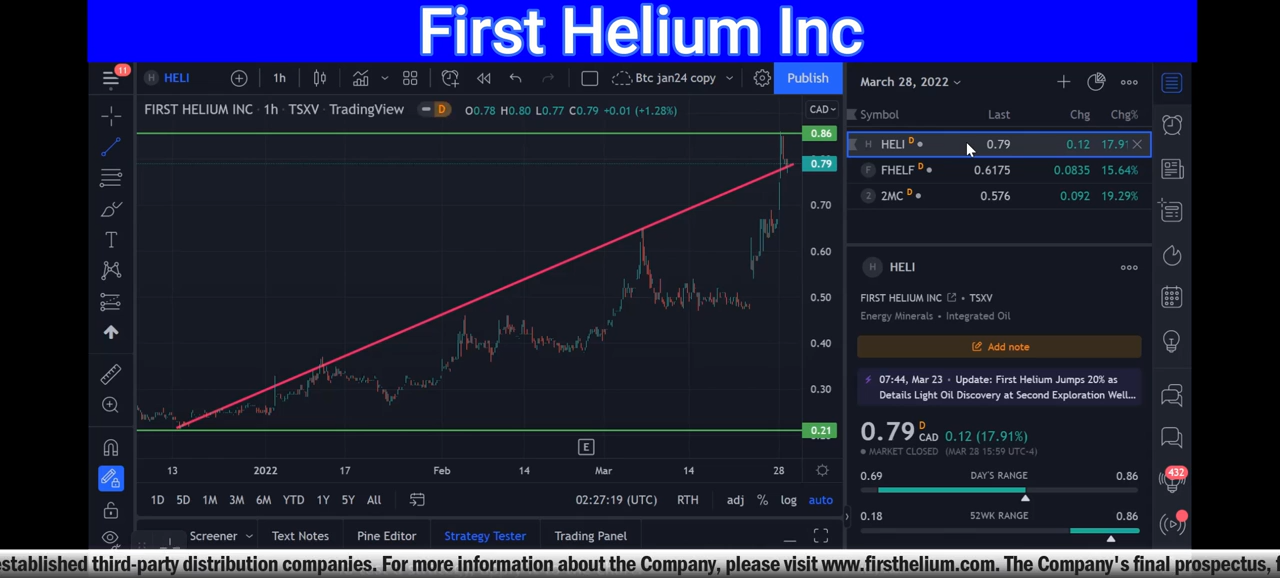 First Helium Inc
11
HELI
1h
Btc jan24 copy
Publish
March 28, 2022
FIRST HELIUM INC · 1h · TSXV · TradingView
D
O0.78 H0.80 L0.77 C0.79 +0.01 (+1.28%)
CAD
Symbol Last Chg Chg%
0.86
H HELI D 0.79 0.12 17.91
0.79
F FHELF D 0.6175 0.0835 15.64%
2 2MC D 0.576 0.092 19.29%
0.70
0.60
0.50
0.40
0.30
0.21
H HELI
FIRST HELIUM INC • TSXV
Energy Minerals • Integrated Oil
Add note
07:44, Mar 23 • Update: First Helium Jumps 20% as
Details Light Oil Discovery at Second Exploration Well...
0.79 D CAD 0.12 (17.91%)
MARKET CLOSED (MAR 28 15:59 UTC-4)
0.69 DAY'S RANGE 0.86
0.18 52WK RANGE 0.86
432
E
13 2022 17 Feb 14 Mar 14 28
1D 5D 1M 3M 6M YTD 1Y 5Y All
02:27:19 (UTC) RTH adj % log auto
Screener Text Notes Pine Editor Strategy Tester Trading Panel
established third-party distribution companies. For more information about the Company, please visit www.firsthelium.com. The Company's final prospectus,